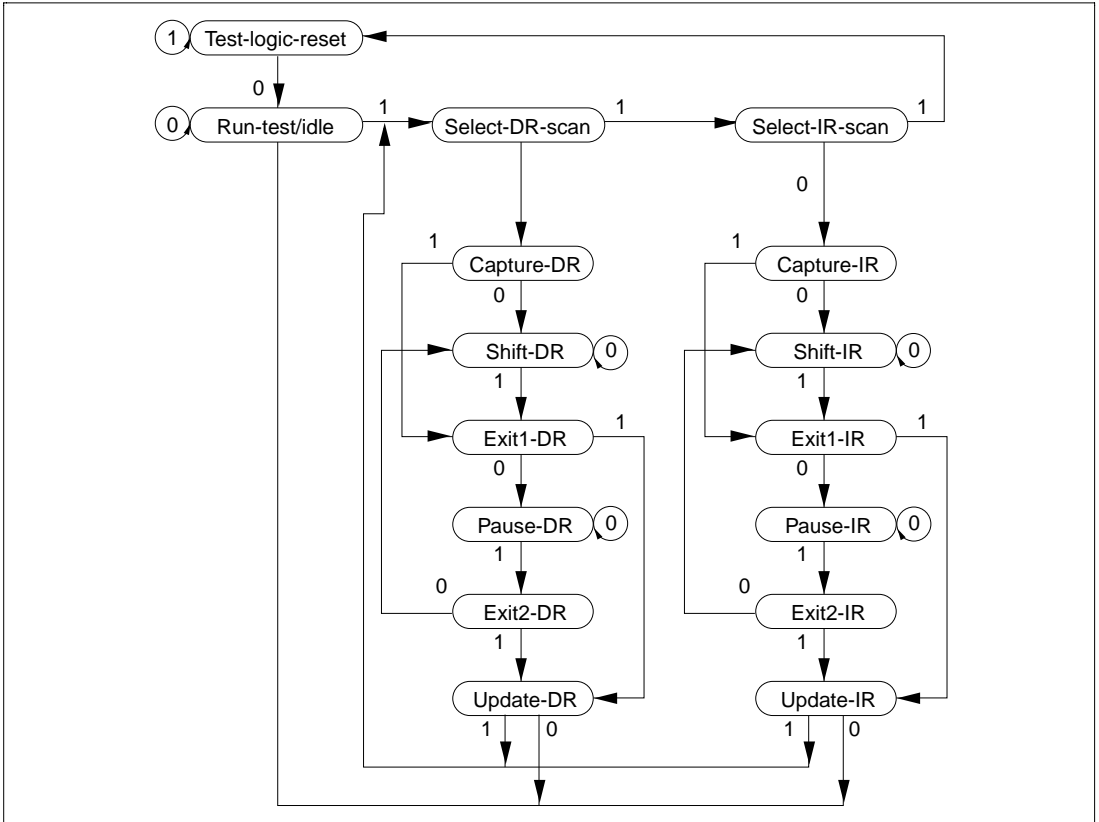 1
Test-logic-reset
0
0
Run-test/idle
1
Select-DR-scan
1
Select-IR-scan
1
0
1
Capture-DR
0
1
Capture-IR
0
Shift-DR
0
1
Shift-IR
0
1
Exit1-DR
1
0
Exit1-IR
1
0
Pause-DR
0
1
Pause-IR
0
1
0
Exit2-DR
1
0
Exit2-IR
1
Update-DR
1
0
Update-IR
1
0